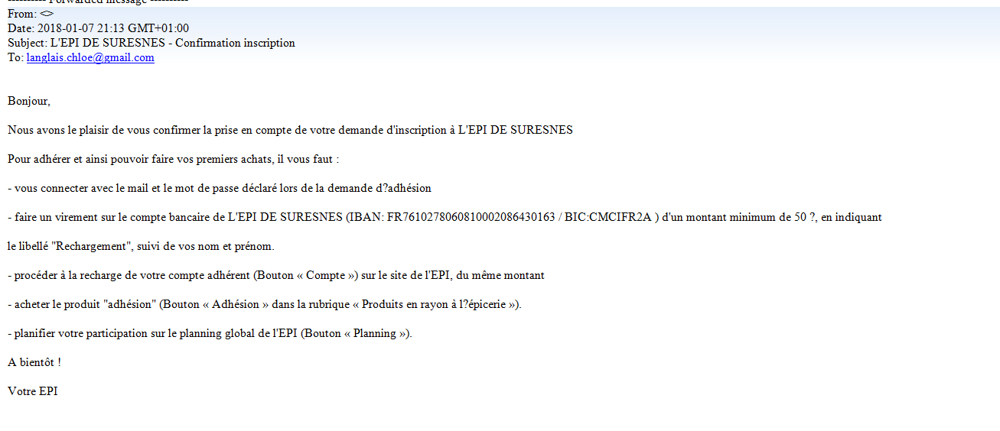 ---------- Forwarded message ----------
From: <>
Date: 2018-01-07 21:13 GMT+01:00
Subject: L'EPI DE SURESNES - Confirmation inscription
To: langlais.chloe@gmail.com
Bonjour,
Nous avons le plaisir de vous confirmer la prise en compte de votre demande d'inscription à L'EPI DE SURESNES
Pour adhérer et ainsi pouvoir faire vos premiers achats, il vous faut :
- vous connecter avec le mail et le mot de passe déclaré lors de la demande d?adhésion
- faire un virement sur le compte bancaire de L'EPI DE SURESNES (IBAN: FR7610278060810002086430163 / BIC:CMCIFR2A ) d'un montant minimum de 50 ?, en indiquant
le libellé "Rechargement", suivi de vos nom et prénom.
- procéder à la recharge de votre compte adhérent (Bouton « Compte ») sur le site de l'EPI, du même montant
- acheter le produit "adhésion" (Bouton « Adhésion » dans la rubrique « Produits en rayon à l?épicerie »).
- planifier votre participation sur le planning global de l'EPI (Bouton « Planning »).
A bientôt !
Votre EPI